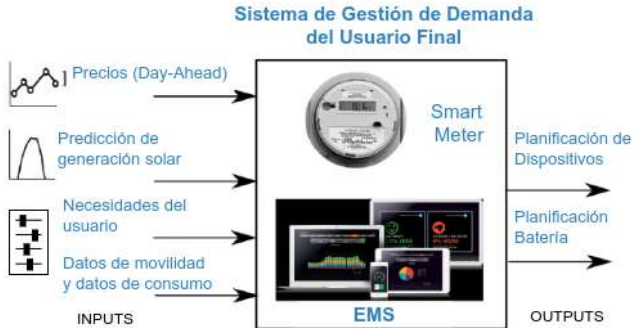 Sistema de Gestión de Demanda
del Usuario Final
Precios (Day-Ahead)
Predicción de
generación solar
Necesidades del
usuario
Datos de movilidad
y datos de consumo
INPUTS
Smart
Meter
EMS
Planificación de
Dispositivos
Planificación
Batería
OUTPUTS